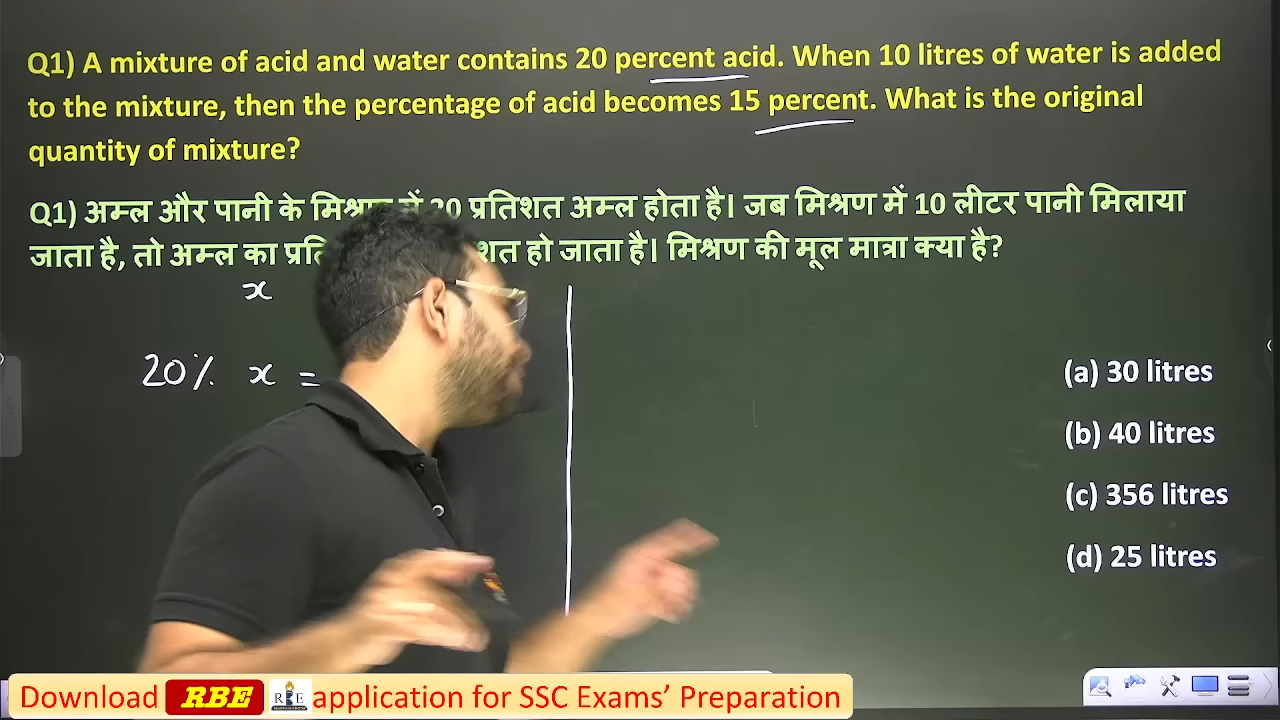 Q1) A mixture of acid and water contains 20 percent acid. When 10 litres of water is added
to the mixture, then the percentage of acid becomes 15 percent. What is the original
quantity of mixture?
Q1) अम्ल और पानी के 20 प्रतिशत अम्ल होता है। जब मिश्रण में 10 लीटर पानी मिलाया
जाता है, तो अम्ल का हो जाता है। मिश्रण की मूल मात्रा क्या है?
x
20% x =
(a) 30 litres
(b) 40 litres
(c) 356 litres
(d) 25 litres
Download RBE RBE application for SSC Exams’ Preparation